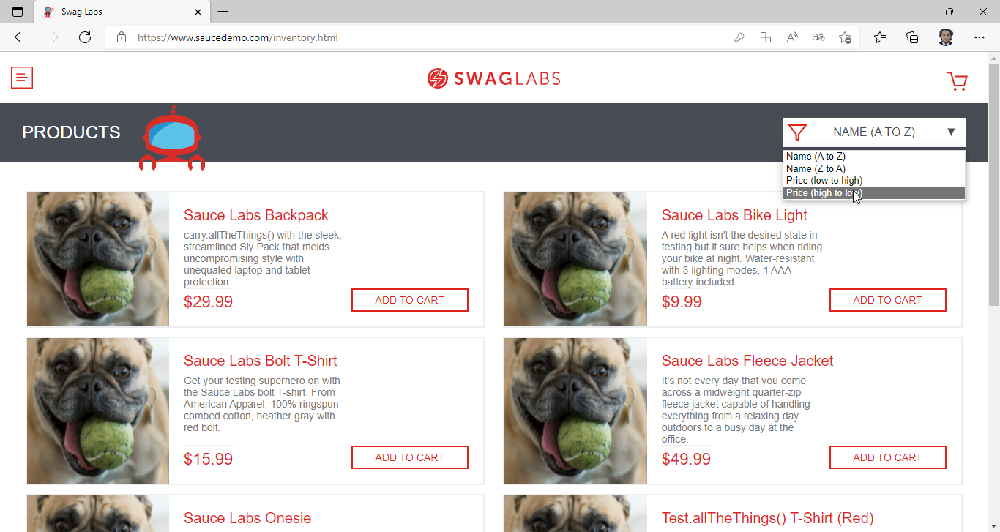 Swag Labs
https://www.saucedemo.com/inventory.html
SWAGLABS
PRODUCTS
NAME (A TO Z)
Name (A to Z)
Name (Z to A)
Price (low to high)
Price (high to low)
Sauce Labs Backpack
carry.allTheThings() with the sleek,
streamlined Sly Pack that melds
uncompromising style with
unequaled laptop and tablet
protection.
$29.99
ADD TO CART
Sauce Labs Bike Light
A red light isn't the desired state in
testing but it sure helps when riding
your bike at night. Water-resistant
with 3 lighting modes, 1 AAA
battery included.
$9.99
ADD TO CART
Sauce Labs Bolt T-Shirt
Get your testing superhero on with
the Sauce Labs bolt T-shirt. From
American Apparel, 100% ringspun
combed cotton, heather gray with
red bolt.
$15.99
ADD TO CART
Sauce Labs Fleece Jacket
It's not every day that you come
across a midweight quarter-zip
fleece jacket capable of handling
everything from a relaxing day
outdoors to a busy day at the
office.
$49.99
ADD TO CART
Sauce Labs Onesie
Test.allTheThings() T-Shirt (Red)